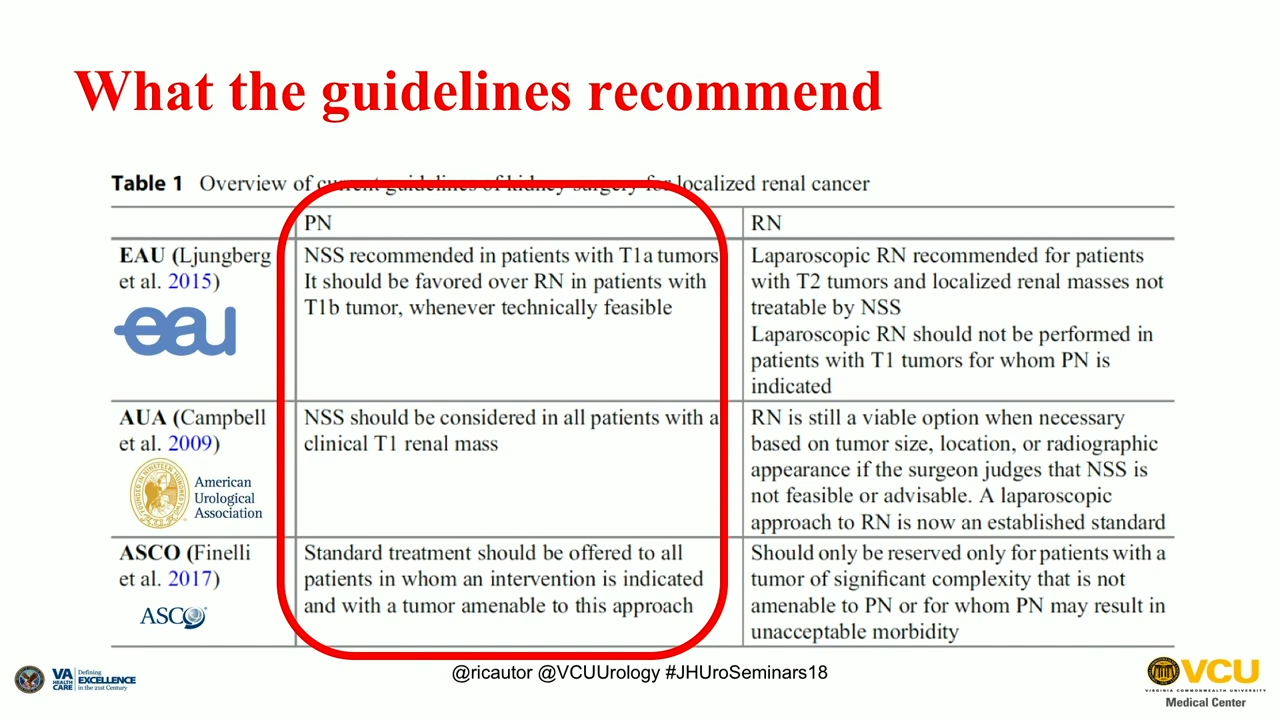 What the guidelines recommend
Table 1 Overview of current guidelines of kidney surgery for localized renal cancer
PN
RN
EAU (Ljungberg
et al. 2015)
eau
NSS recommended in patients with T1a tumors
It should be favored over RN in patients with
T1b tumor, whenever technically feasible
Laparoscopic RN recommended for patients
with T2 tumors and localized renal masses not
treatable by NSS
Laparoscopic RN should not be performed in
patients with T1 tumors for whom PN is
indicated
AUA (Campbell
et al. 2009)
American
Urological
Association
NSS should be considered in all patients with a
clinical T1 renal mass
RN is still a viable option when necessary
based on tumor size, location, or radiographic
appearance if the surgeon judges that NSS is
not feasible or advisable. A laparoscopic
approach to RN is now an established standard
ASCO (Finelli
et al. 2017)
ASCO
Standard treatment should be offered to all
patients in whom an intervention is indicated
and with a tumor amenable to this approach
Should only be reserved only for patients with a
tumor of significant complexity that is not
amenable to PN or for whom PN may result in
unacceptable morbidity
VA
HEALTH
CARE
Defining
EXCELLENCE
in the 21st Century
@ricautor @VCUUrology #JHUroSeminars18
VCU
VIRGINIA COMMONWEALTH UNIVERSITY
Medical Center